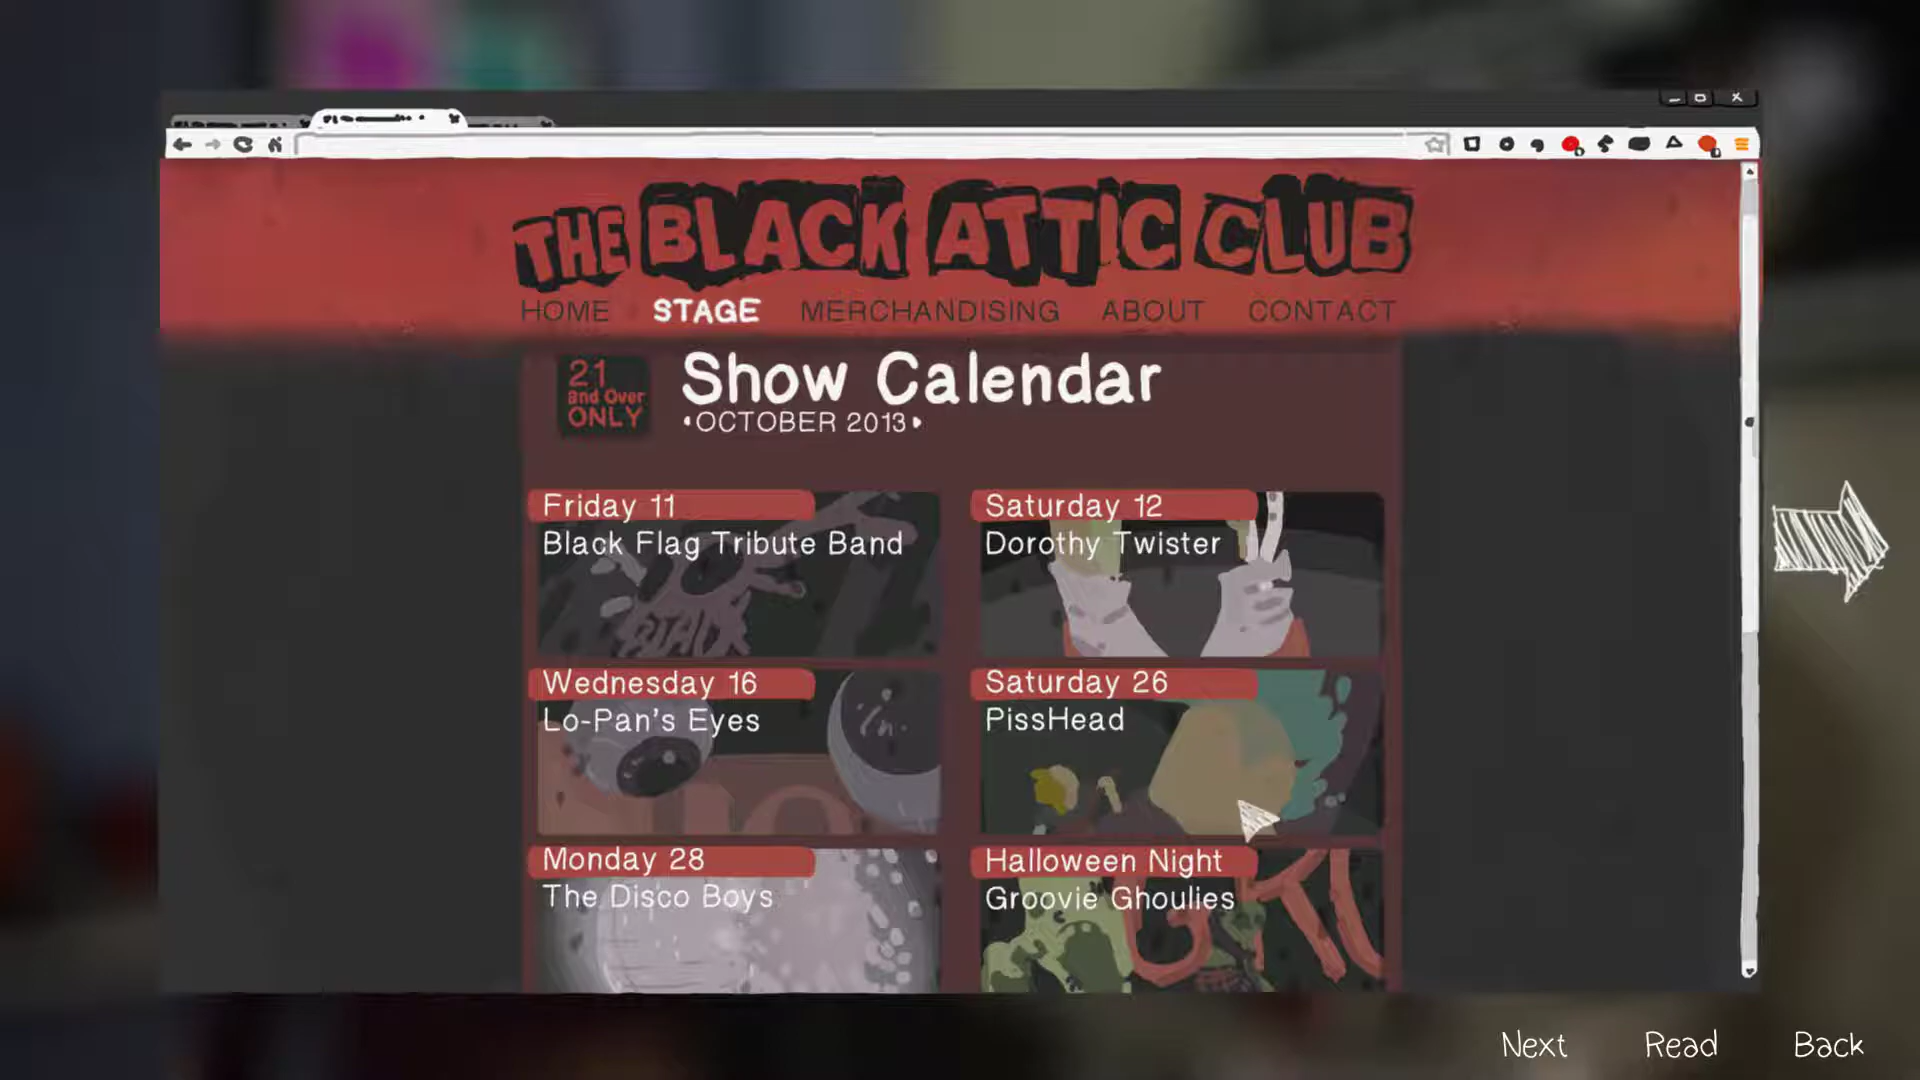 THE BLACK ATTIC CLUB
HOME STAGE MERCHANDISING ABOUT CONTACT
21
and Over
ONLY
Show Calendar
OCTOBER 2013
Friday 11
Black Flag Tribute Band
Saturday 12
Dorothy Twister
Wednesday 16
Lo-Pan's Eyes
Saturday 26
PissHead
Monday 28
The Disco Boys
Halloween Night
Groovie Ghoulies
Next Read Back